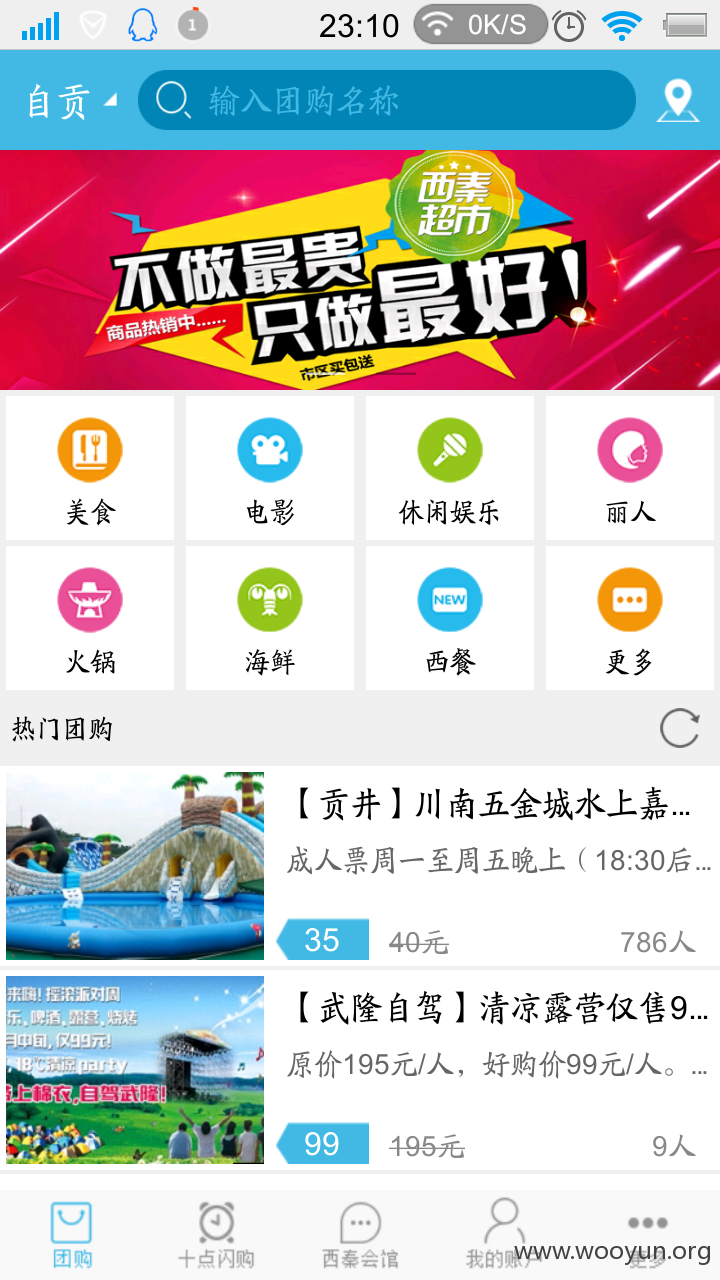 1
23:10
0K/S
自贡
输入团购名称
西秦
超市
不做最贵
只做最好!
商品热销中......
市区买包送
美食
电影
休闲娱乐
丽人
火锅
海鲜
NEW
西餐
更多
热门团购
【贡井】川南五金城水上嘉...
成人票周一至周五晚上（18:30后...
35
40元
786人
来嗨! 摇滚派对周
乐, 啤酒, 露营, 烧烤
月中旬, 仅99元!
18℃清凉party
带上棉衣, 自驾武隆!
【武隆自驾】清凉露营仅售9...
原价195元/人，好购价99元/人。...
99
195元
9人
团购
十点闪购
西秦会馆
我的账户
更多
www.wooyun.org